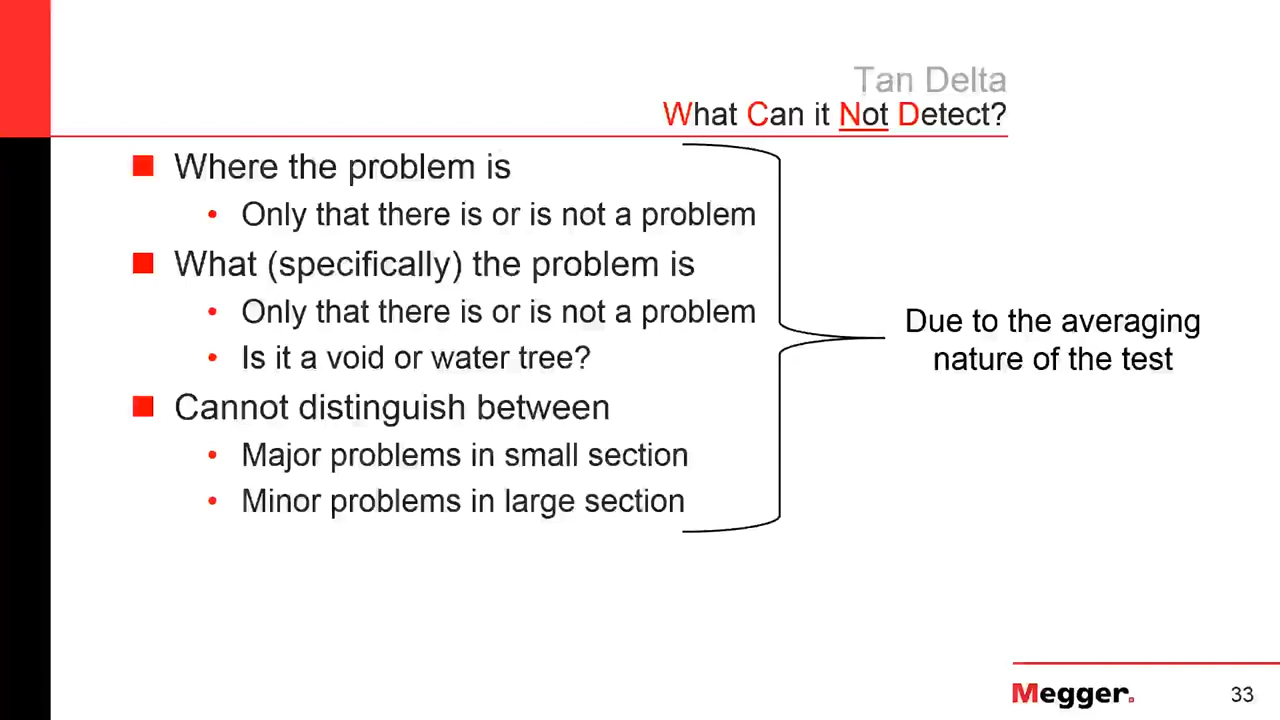 Tan Delta
What Can it Not Detect?
Where the problem is
Only that there is or is not a problem
What (specifically) the problem is
Only that there is or is not a problem
Is it a void or water tree?
Cannot distinguish between
Major problems in small section
Minor problems in large section
Due to the averaging
nature of the test
Megger.
33